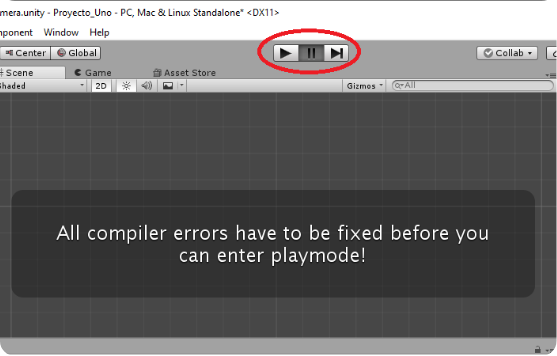 mera.unity - Proyecto_Uno - PC, Mac & Linux Standalone* <DX11>
mponent Window Help
Center Global Collab
Scene Game Asset Store
haded 2D Gizmos All
All compiler errors have to be fixed before you
can enter playmode!